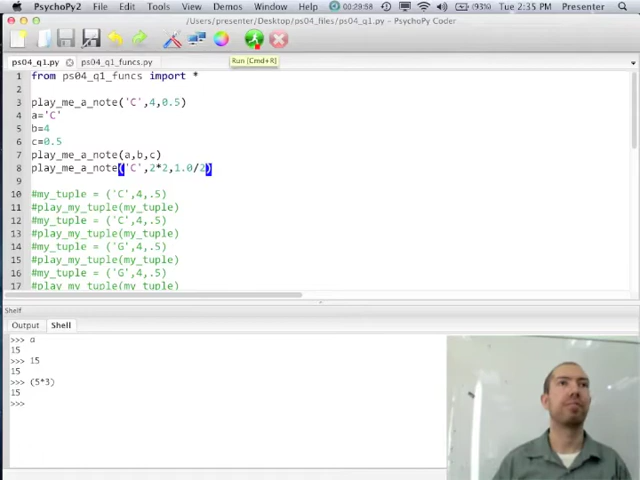 PsychoPy2 File Edit View Tools Demos Window Help 00:29:58 (93%) Tue 2:35 PM Presenter
/Users/presenter/Desktop/ps04_files/ps04_q1.py - PsychoPy Coder
ps04_q1.py ps04_q1_funcs.py
Run [Cmd+R]
1 from ps04_q1_funcs import *
2
3 play_me_a_note('C',4,0.5)
4 a='C'
5 b=4
6 c=0.5
7 play_me_a_note(a,b,c)
8 play_me_a_note('C',2*2,1.0/2)
9
10 #my_tuple = ('C',4,.5)
11 #play_my_tuple(my_tuple)
12 #my_tuple = ('C',4,.5)
13 #play_my_tuple(my_tuple)
14 #my_tuple = ('G',4,.5)
15 #play_my_tuple(my_tuple)
16 #my_tuple = ('G',4,.5)
17 #play_my_tuple(my_tuple)
Shelf
Output Shell
>>> a
15
>>> 15
15
>>> (5*3)
15
>>>